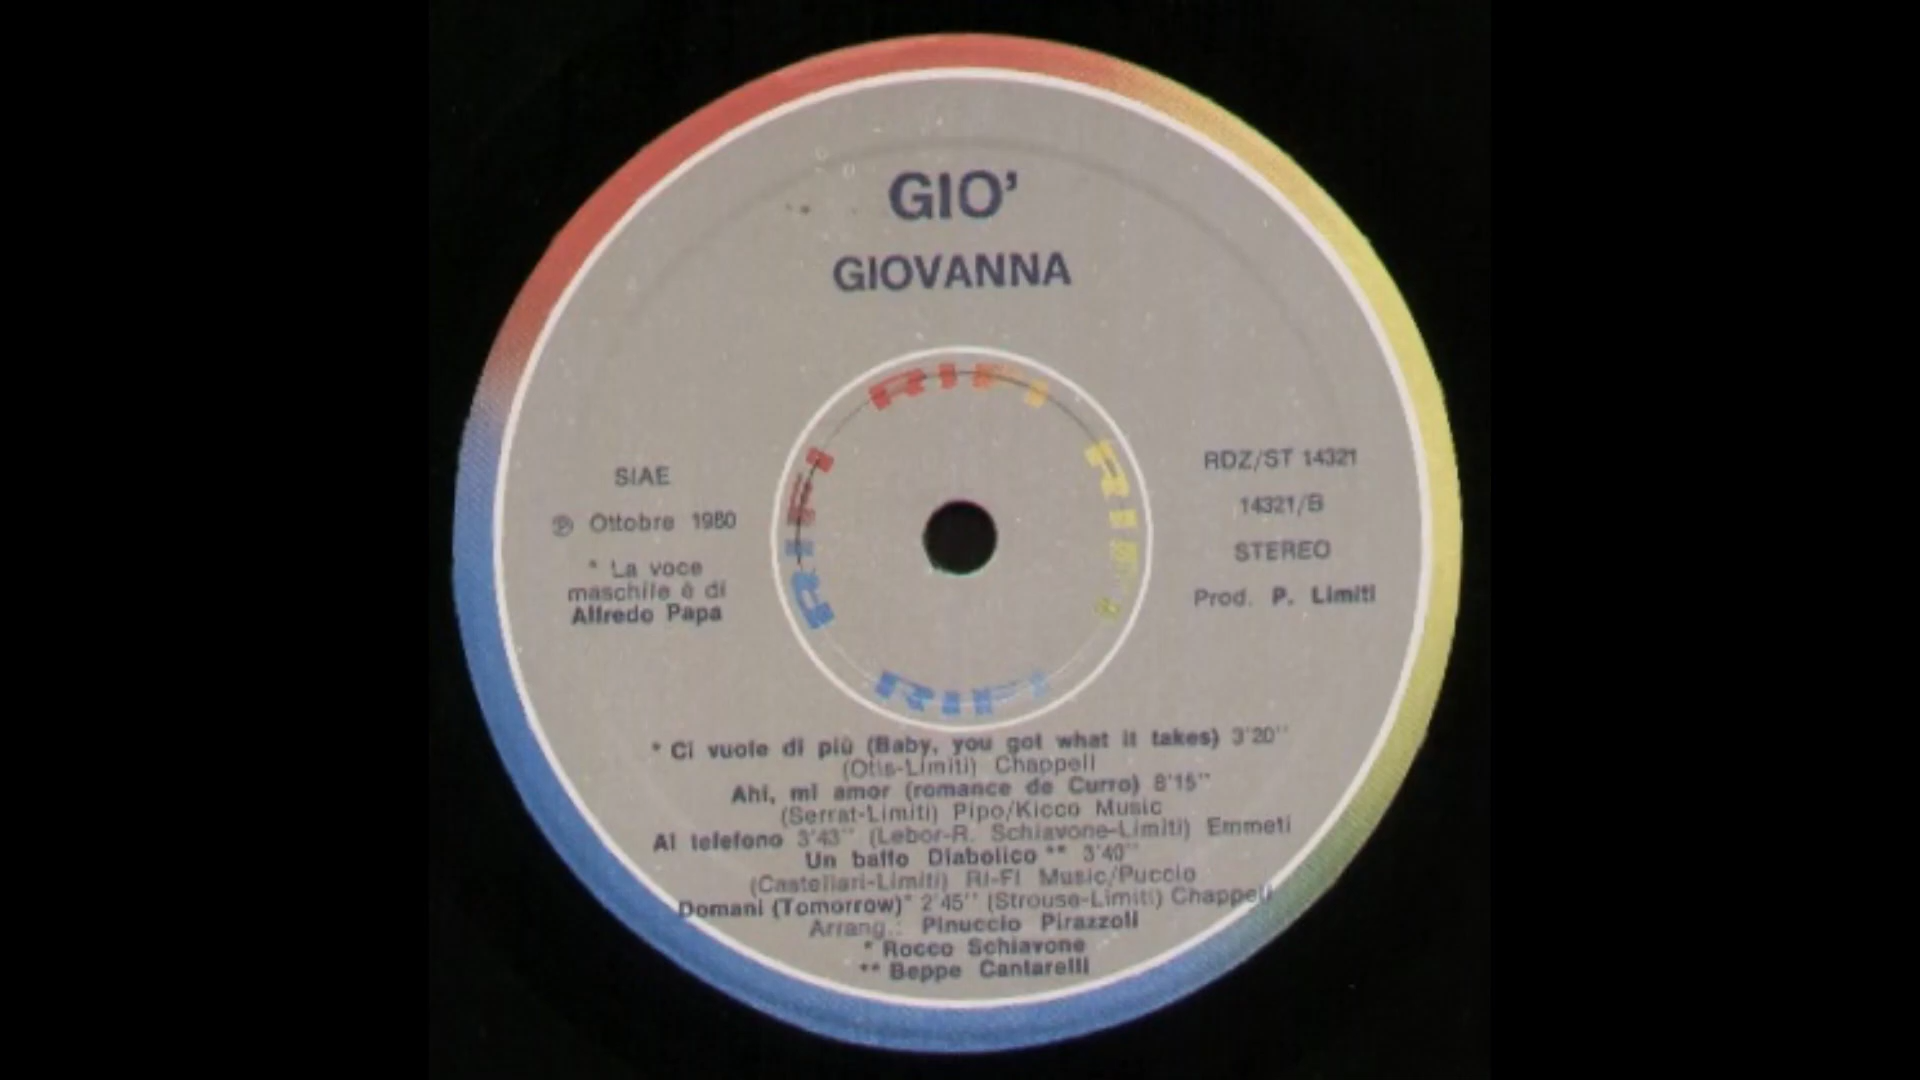 GIO'
GIOVANNA
RIFI
RIFI
RIFI
RIFI
SIAE
℗ Ottobre 1980
* La voce
maschile è di
Alfredo Papa
RDZ/ST 14321
14321/B
STEREO
Prod. P. Limiti
* Ci vuole di più (Baby, you got what it takes) 3'20''
(Otis-Limiti) Chappell
Ahi, mi amor (romance de Curro) 8'15''
(Serrat-Limiti) Pipo/Kicco Music
Al telefono 3'43'' (Lebor-R. Schiavone-Limiti) Emmeti
Un baffo Diabolico ** 3'40''
(Castellari-Limiti) RI-FI Music/Puccio
Domani (Tomorrow)* 2'45'' (Strouse-Limiti) Chappell
Arrang.: Pinuccio Pirazzoli
* Rocco Schiavone
** Beppe Cantarelli